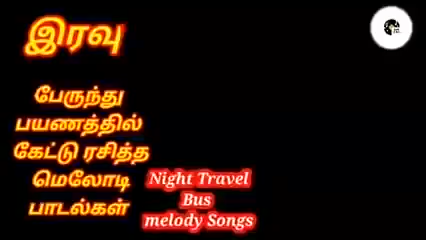 இரவு
பேருந்து
பயணத்தில்
கேட்டு ரசித்த
மெலோடி
பாடல்கள்
Night Travel
Bus
melody Songs